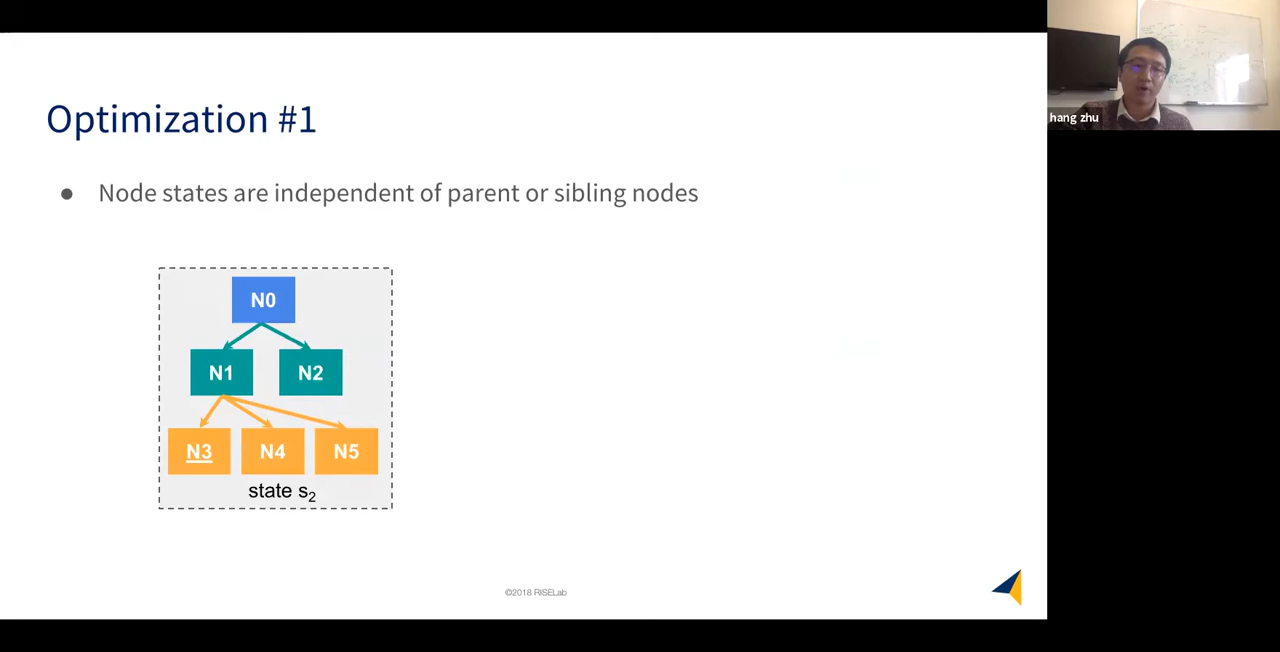 Optimization #1
● Node states are independent of parent or sibling nodes
N0
N1 N2
N3 N4 N5
state s2
©2018 RISELab
hang zhu